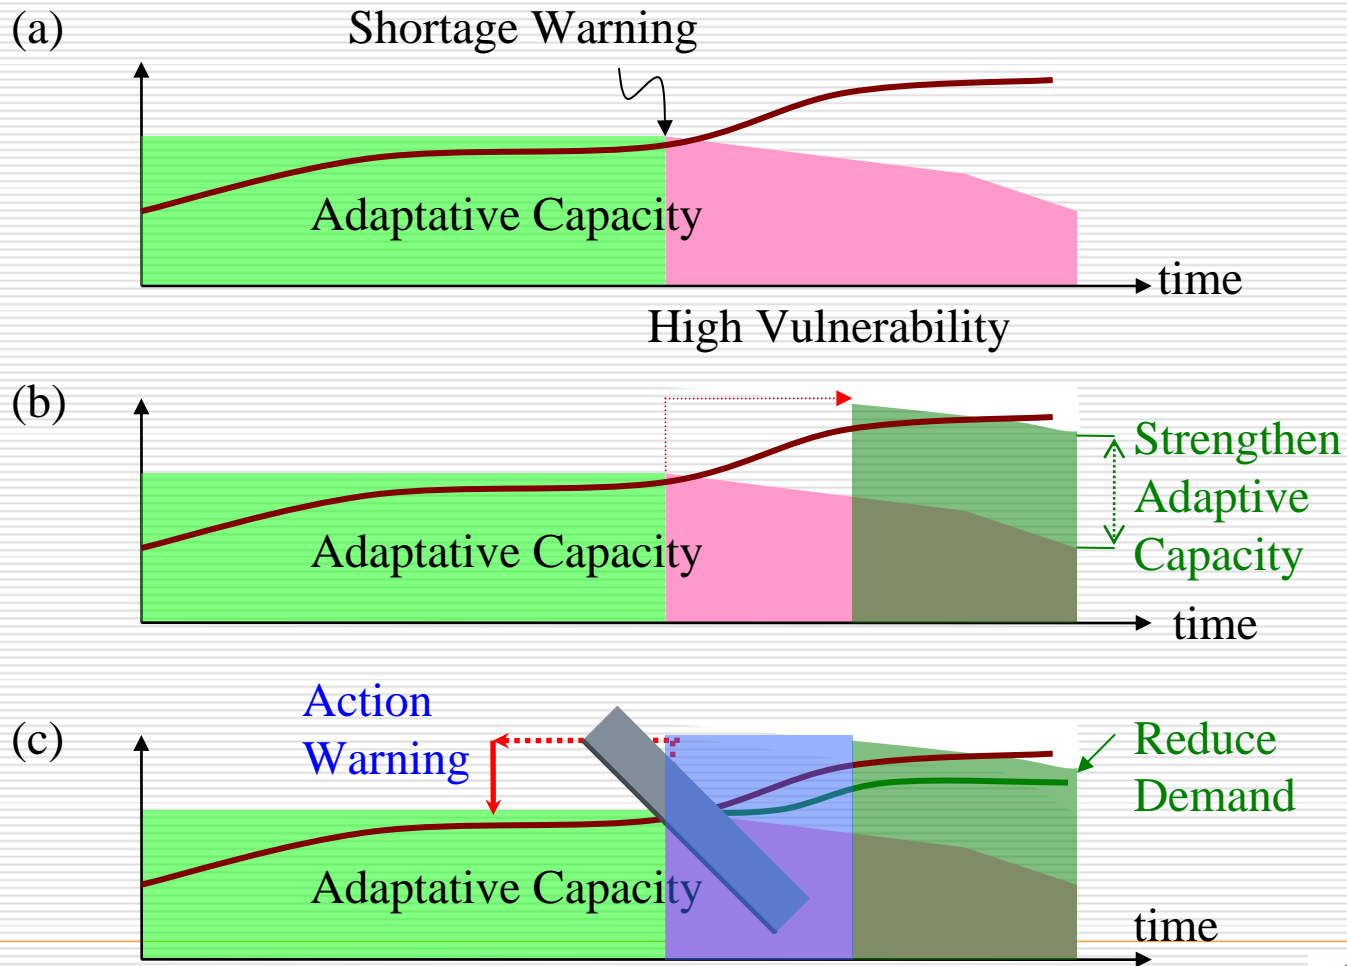 (a)
Shortage Warning
Adaptative Capacity
time
High Vulnerability
(b)
Adaptative Capacity
Strengthen
Adaptive
Capacity
time
(c)
Action
Warning
Adaptative Capacity
Reduce
Demand
time